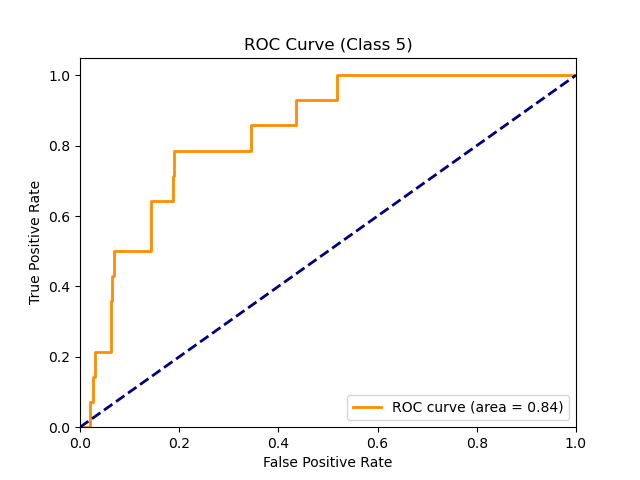 ROC Curve (Class 5)
1.0
0.8
0.6
0.4
0.2
0.0
True Positive Rate
ROC curve (area = 0.84)
0.0 0.2 0.4 0.6 0.8 1.0
False Positive Rate